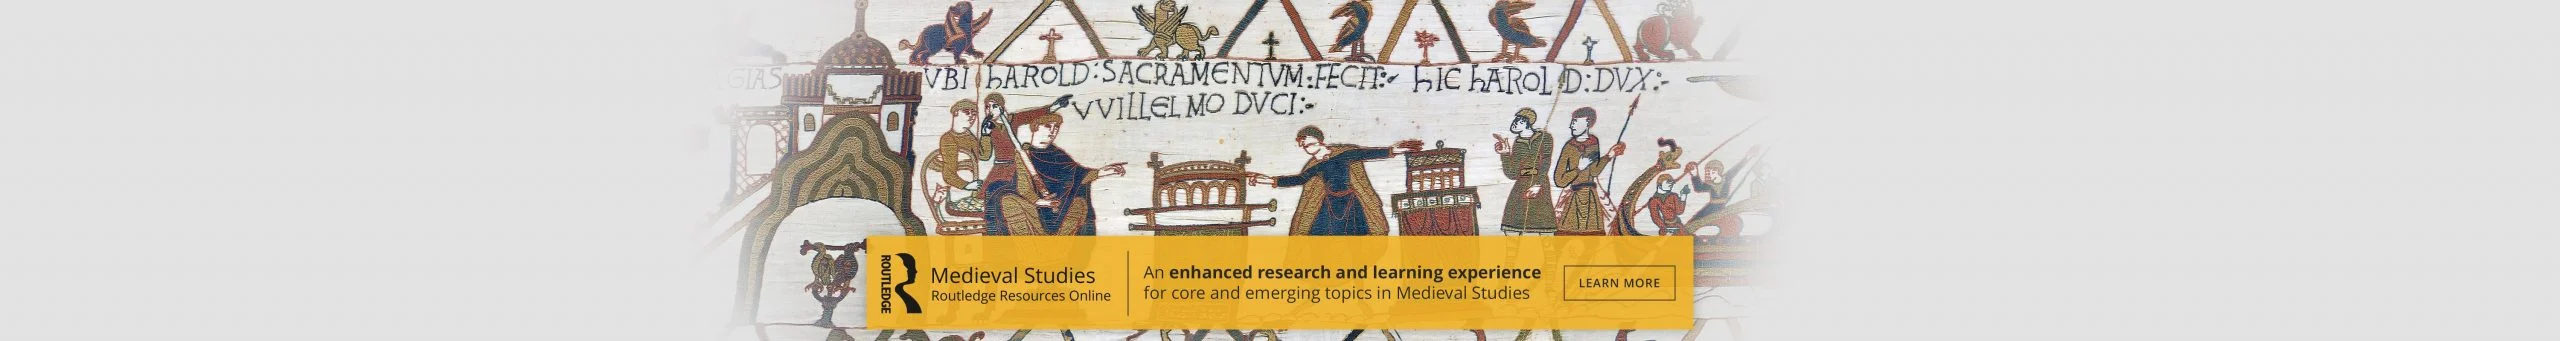 GIAS VBI hAROLD:SACRAMENTVM:FECIT:- hIC hAROLD:DVX:-
VVILLELMO DVCI:-
ROUTLEDGE
Medieval Studies
Routledge Resources Online
An enhanced research and learning experience
for core and emerging topics in Medieval Studies
LEARN MORE